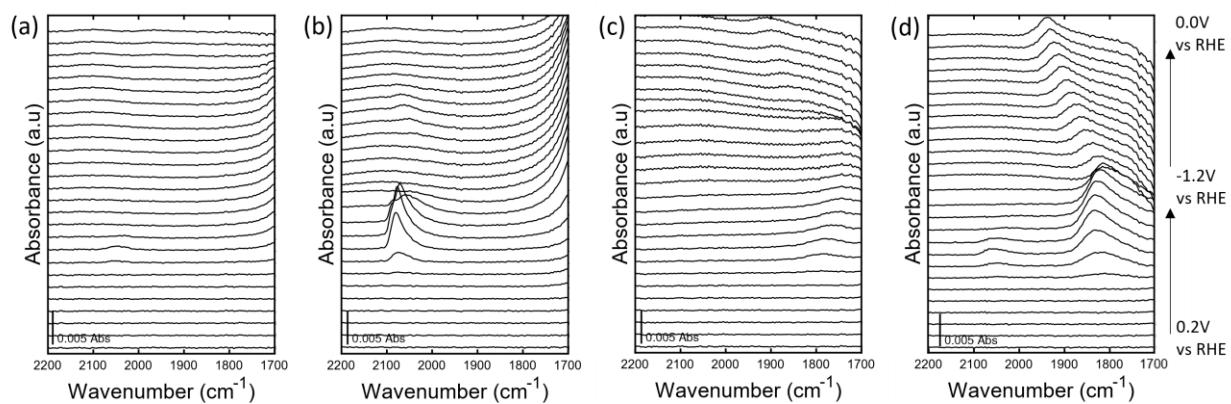 (a)
Absorbance (a.u)
0.005 Abs
2200 2100 2000 1900 1800 1700
Wavenumber (cm⁻¹)
(b)
Absorbance (a.u)
0.005 Abs
2200 2100 2000 1900 1800 1700
Wavenumber (cm⁻¹)
(c)
Absorbance (a.u)
0.005 Abs
2200 2100 2000 1900 1800 1700
Wavenumber (cm⁻¹)
(d)
Absorbance (a.u)
0.005 Abs
2200 2100 2000 1900 1800 1700
Wavenumber (cm⁻¹)
0.0V
vs RHE
-1.2V
vs RHE
0.2V
vs RHE